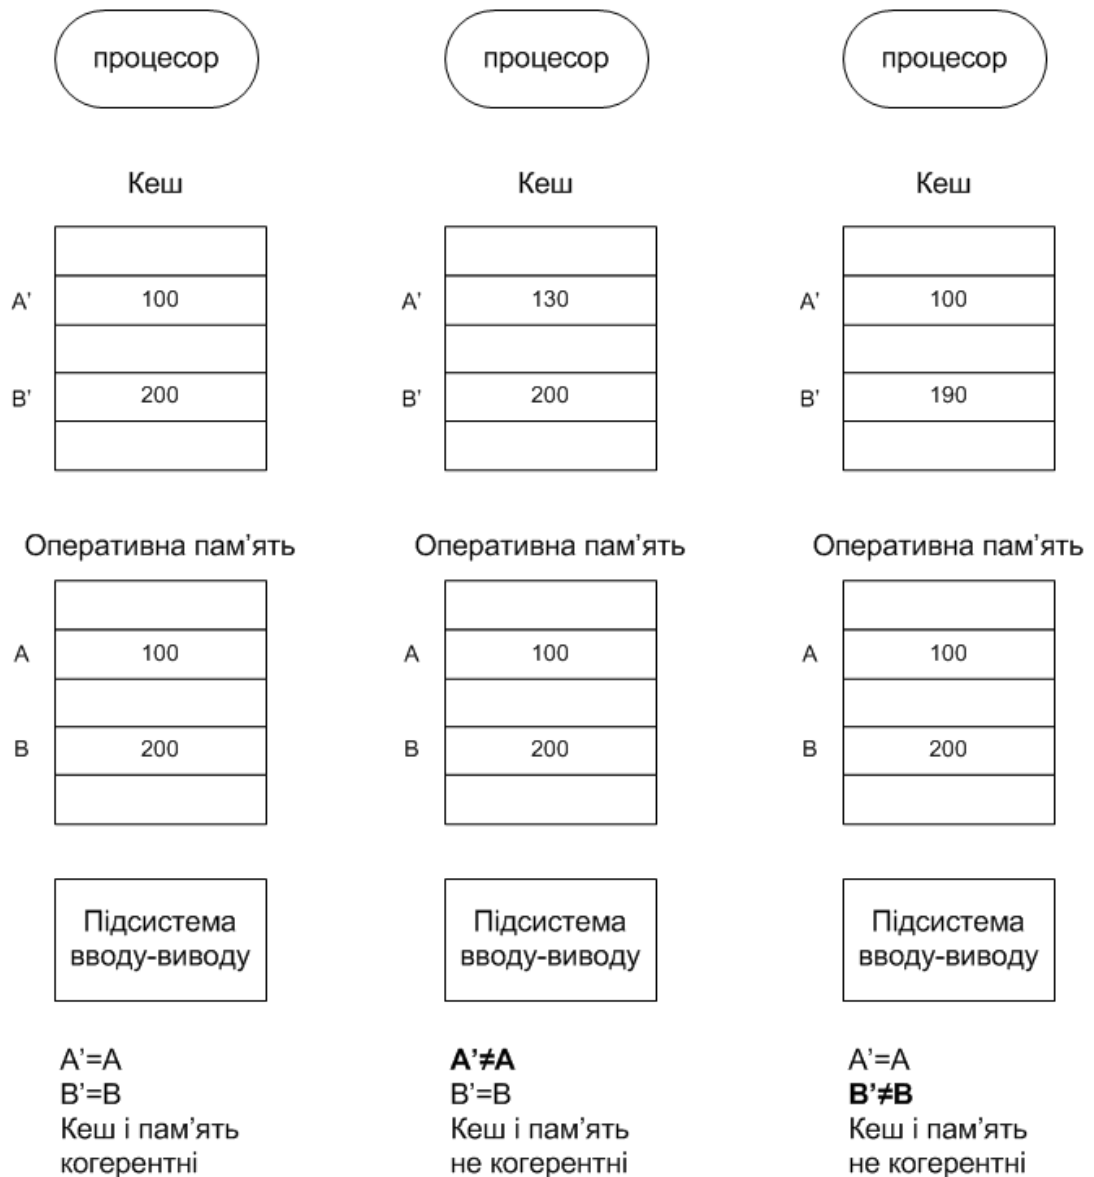 процесор процесор процесор
Кеш Кеш Кеш
A' 100 A' 130 A' 100
B' 200 B' 200 B' 190
Оперативна пам’ять Оперативна пам’ять Оперативна пам’ять
A 100 A 100 A 100
B 200 B 200 B 200
Підсистема Підсистема Підсистема
вводу-виводу вводу-виводу вводу-виводу
A’=A A’≠A A’=A
B’=B B’=B B’≠B
Кеш і пам’ять Кеш і пам’ять Кеш і пам’ять
когерентні не когерентні не когерентні